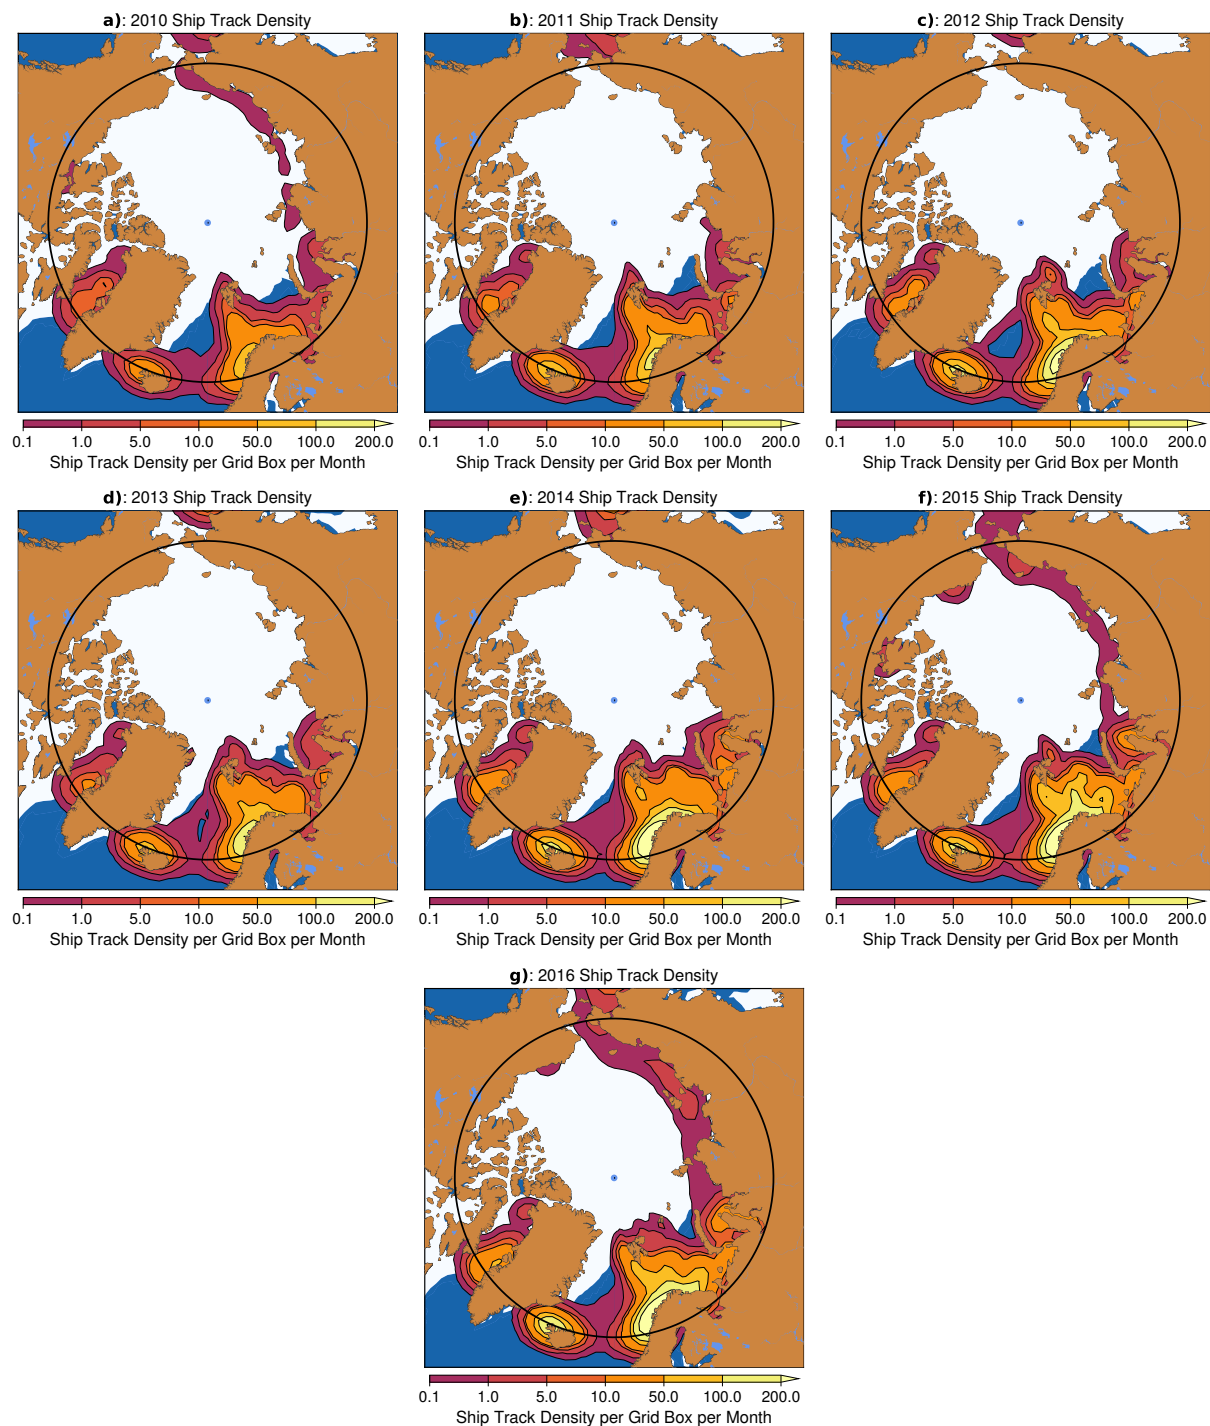 a): 2010 Ship Track Density
b): 2011 Ship Track Density
c): 2012 Ship Track Density
0.1 1.0 5.0 10.0 50.0 100.0 200.0
Ship Track Density per Grid Box per Month
0.1 1.0 5.0 10.0 50.0 100.0 200.0
Ship Track Density per Grid Box per Month
0.1 1.0 5.0 10.0 50.0 100.0 200.0
Ship Track Density per Grid Box per Month
d): 2013 Ship Track Density
e): 2014 Ship Track Density
f): 2015 Ship Track Density
0.1 1.0 5.0 10.0 50.0 100.0 200.0
Ship Track Density per Grid Box per Month
0.1 1.0 5.0 10.0 50.0 100.0 200.0
Ship Track Density per Grid Box per Month
0.1 1.0 5.0 10.0 50.0 100.0 200.0
Ship Track Density per Grid Box per Month
g): 2016 Ship Track Density
0.1 1.0 5.0 10.0 50.0 100.0 200.0
Ship Track Density per Grid Box per Month